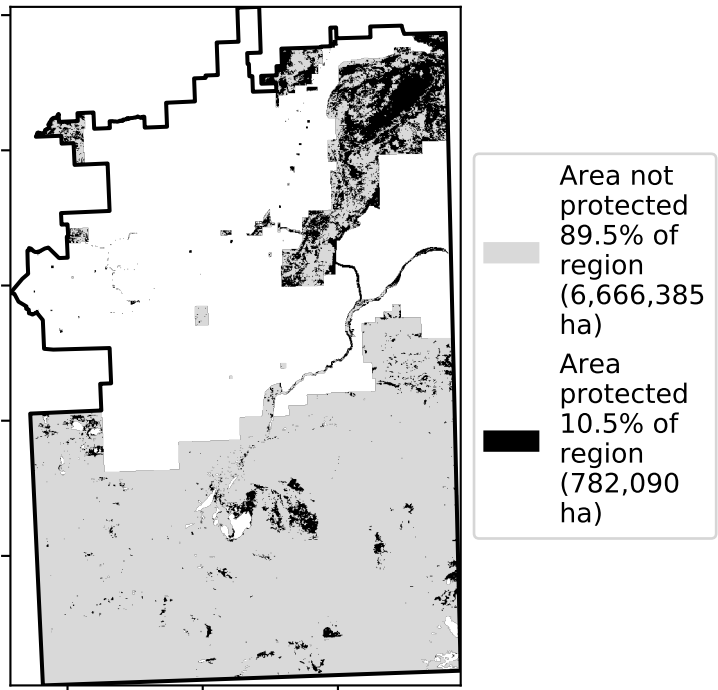 Area not
protected
89.5% of
region
(6,666,385
ha)
Area
protected
10.5% of
region
(782,090
ha)